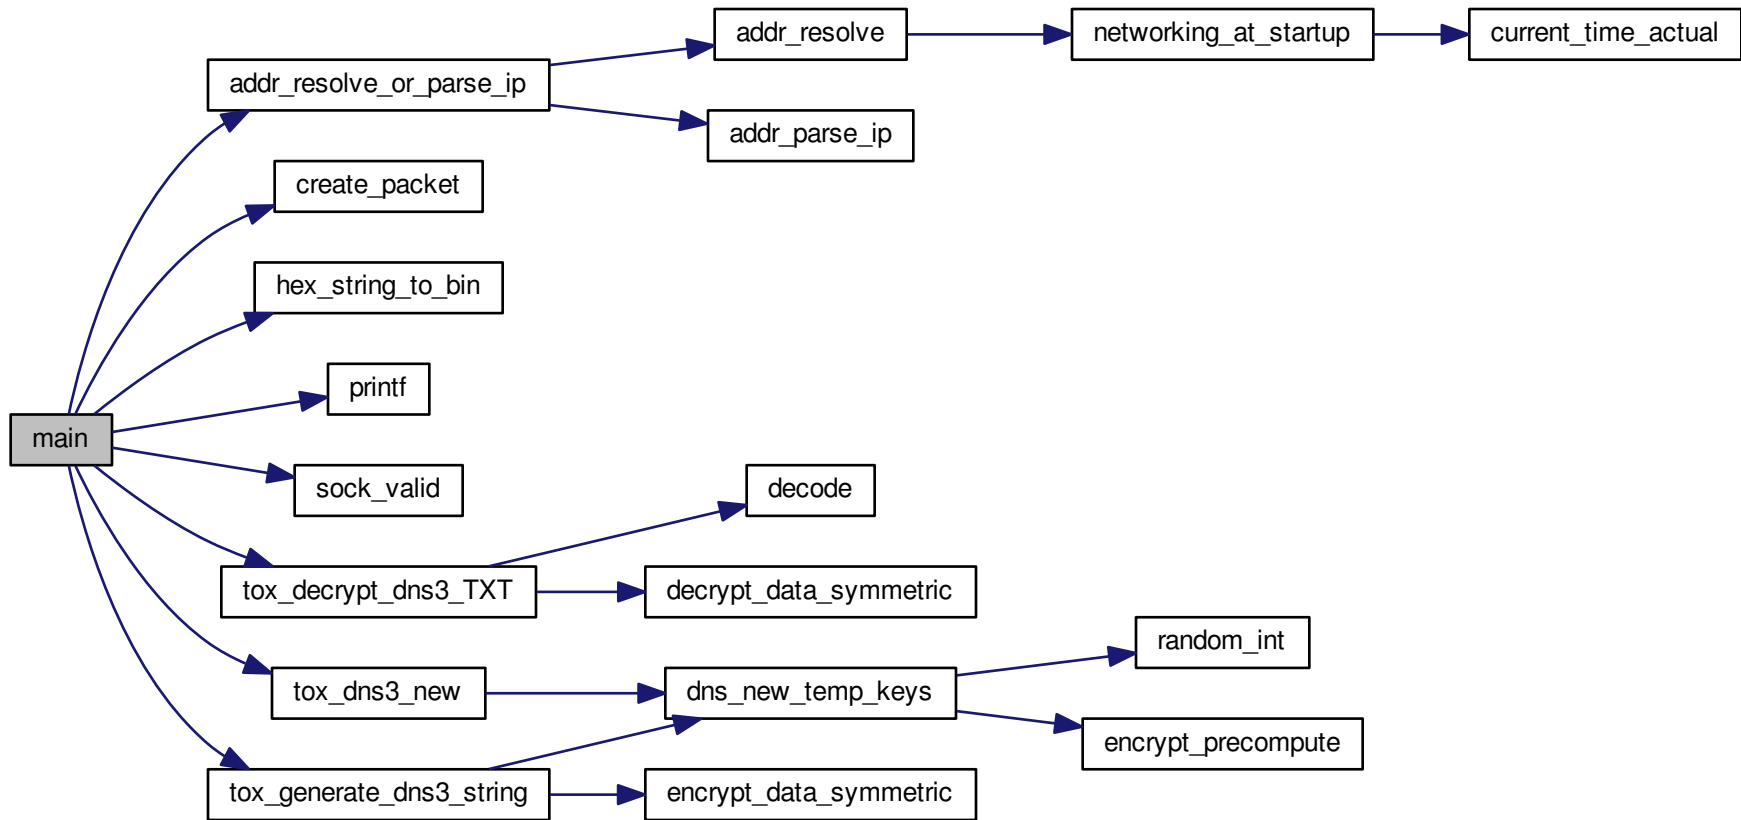 addr_resolve
networking_at_startup
current_time_actual
addr_resolve_or_parse_ip
addr_parse_ip
create_packet
hex_string_to_bin
printf
main
sock_valid
decode
tox_decrypt_dns3_TXT
decrypt_data_symmetric
random_int
tox_dns3_new
dns_new_temp_keys
encrypt_precompute
tox_generate_dns3_string
encrypt_data_symmetric